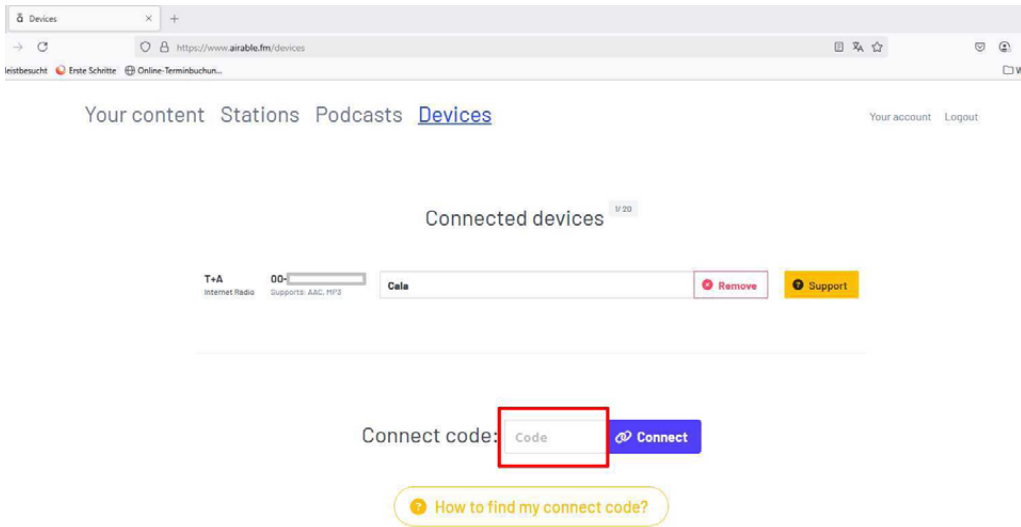 ǎ Devices
https://www.airable.fm/devices
leistbesucht Erste Schritte Online-Terminbuchun...
Your content Stations Podcasts Devices
Your account Logout
Connected devices 1/20
T+A 00- Cala Remove Support
Internet Radio Supports: AAC, MP3
Connect code: Code Connect
How to find my connect code?